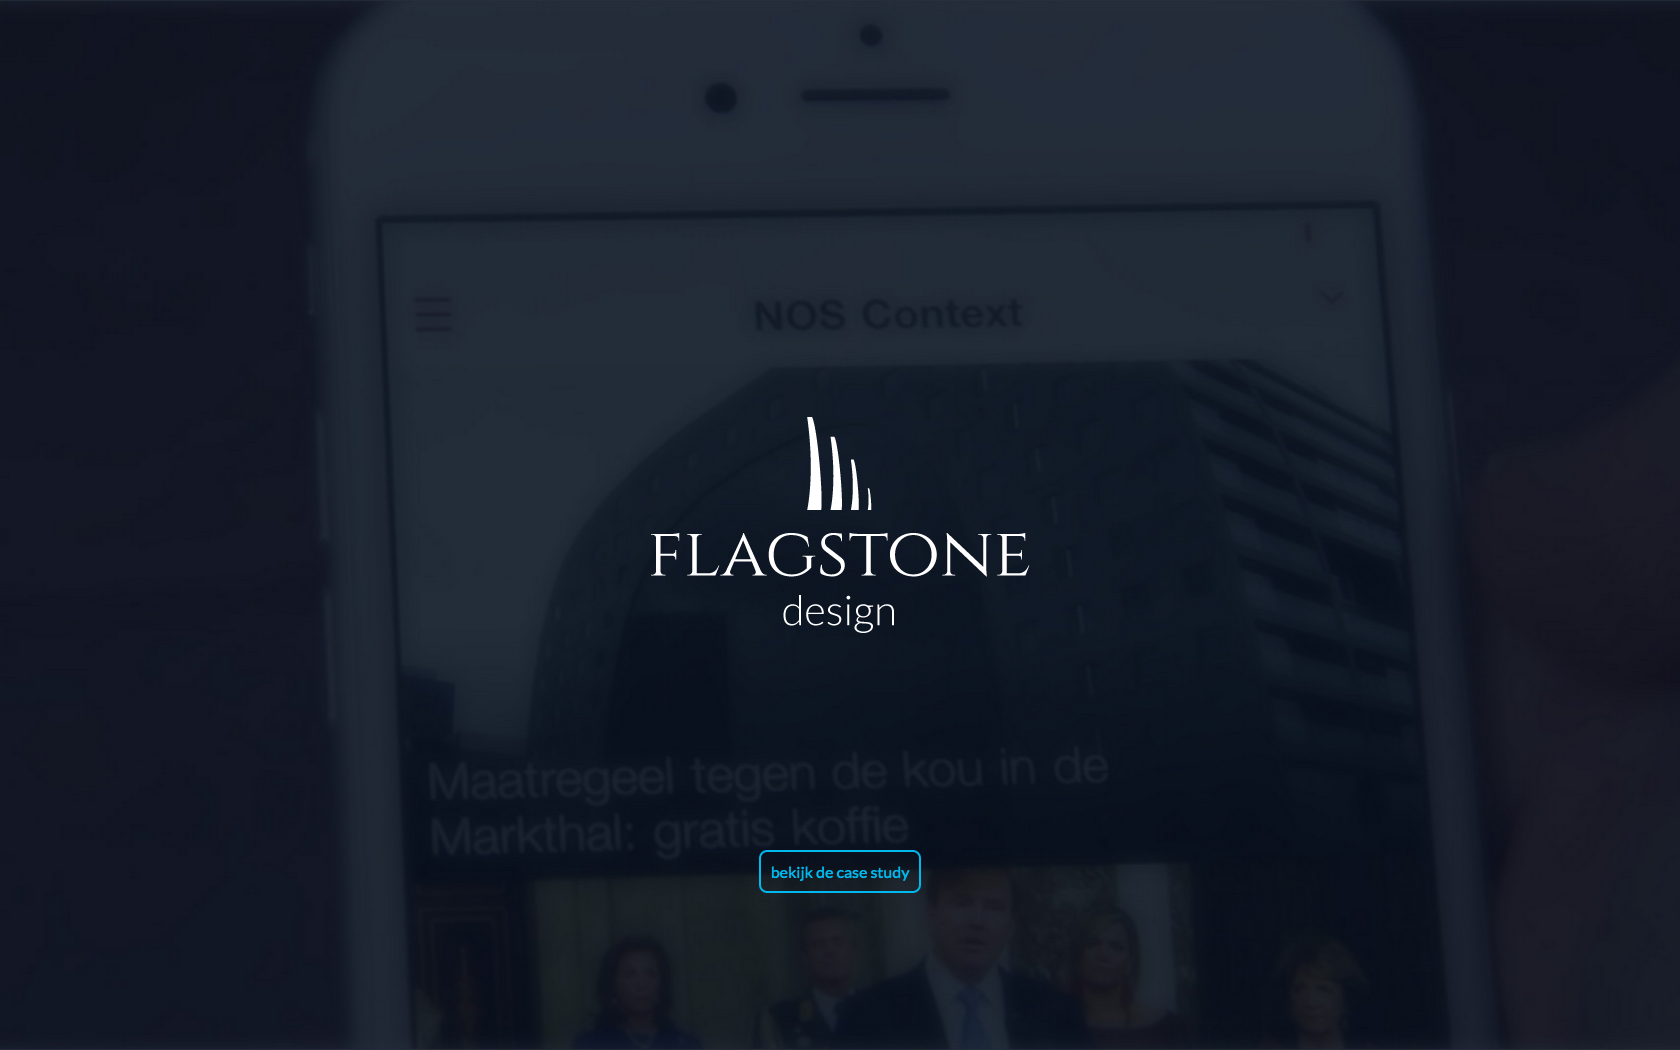 NOS Context
FLAGSTONE
design
Maatregeel tegen de kou in de
Markthal: gratis koffie
bekijk de case study